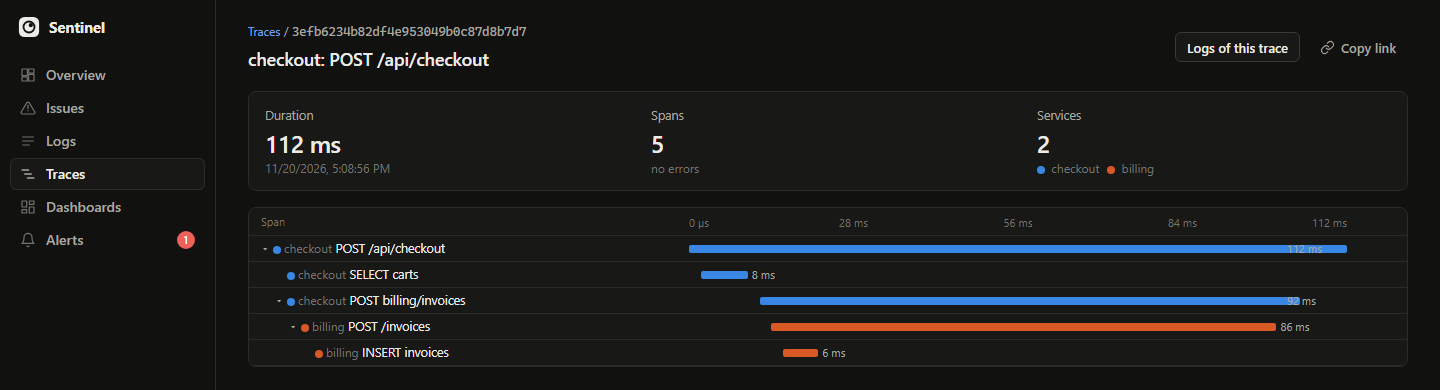 Sentinel
Overview
Issues
Logs
Traces
Dashboards
Alerts 1
Traces / 3efb6234b82df4e953049b0c87d8b7d7
checkout: POST /api/checkout
Logs of this trace
Copy link
Duration
112 ms
11/20/2026, 5:08:56 PM
Spans
5
no errors
Services
2
checkout billing
Span 0 µs 28 ms 56 ms 84 ms 112 ms
checkout POST /api/checkout 112 ms
checkout SELECT carts 8 ms
checkout POST billing/invoices 92 ms
billing POST /invoices 86 ms
billing INSERT invoices 6 ms